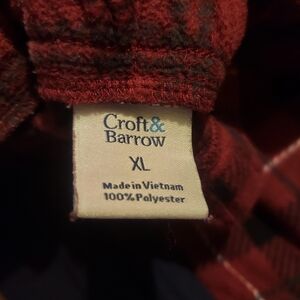 Croft&
Barrow
XL
Made in Vietnam
100% Polyester